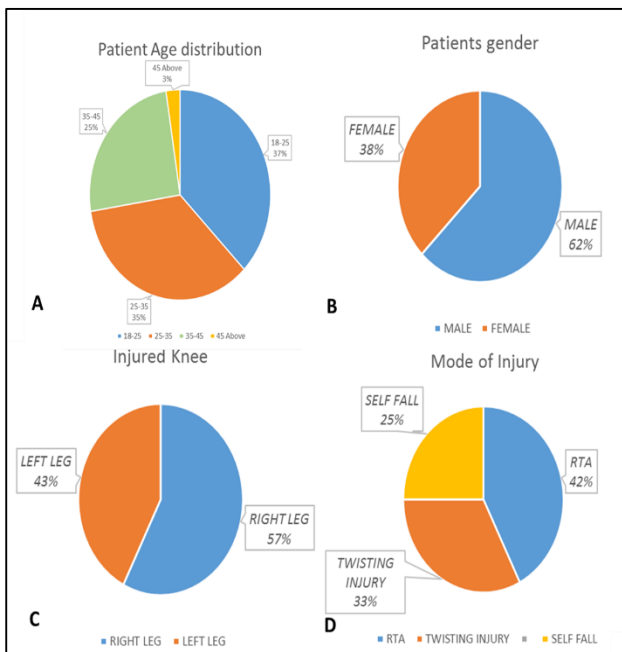 Patient Age distribution
45 Above
3%
35-45
25%
18-25
37%
25-35
35%
A
18-25 25-35 35-45 45 Above
Patients gender
FEMALE
38%
MALE
62%
B
MALE FEMALE
Injured Knee
LEFT LEG
43%
RIGHT LEG
57%
C
RIGHT LEG LEFT LEG
Mode of Injury
SELF FALL
25%
RTA
42%
TWISTING
INJURY
33%
D
RTA TWISTING INJURY SELF FALL